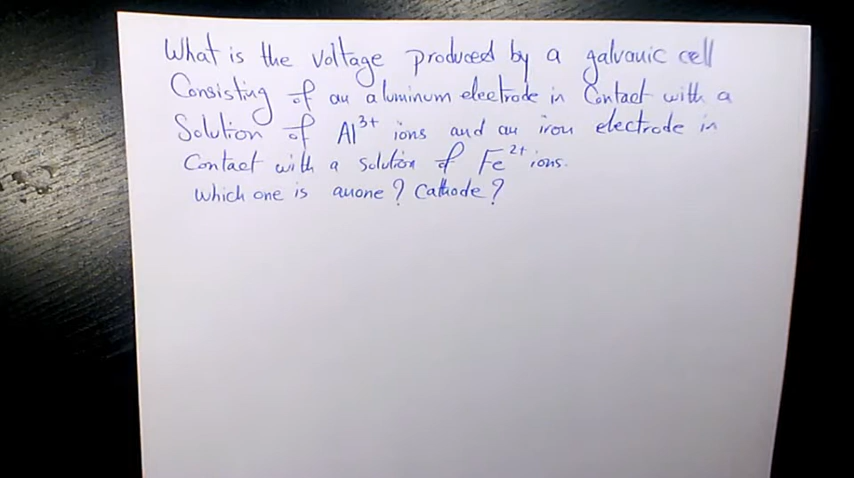 What is the voltage produced by a galvanic cell
Consisting of an aluminum electrode in Contact with a
Solution of Al³⁺ ions and an iron electrode in
Contact with a solution of Fe²⁺ ions.
Which one is anone? Cathode?